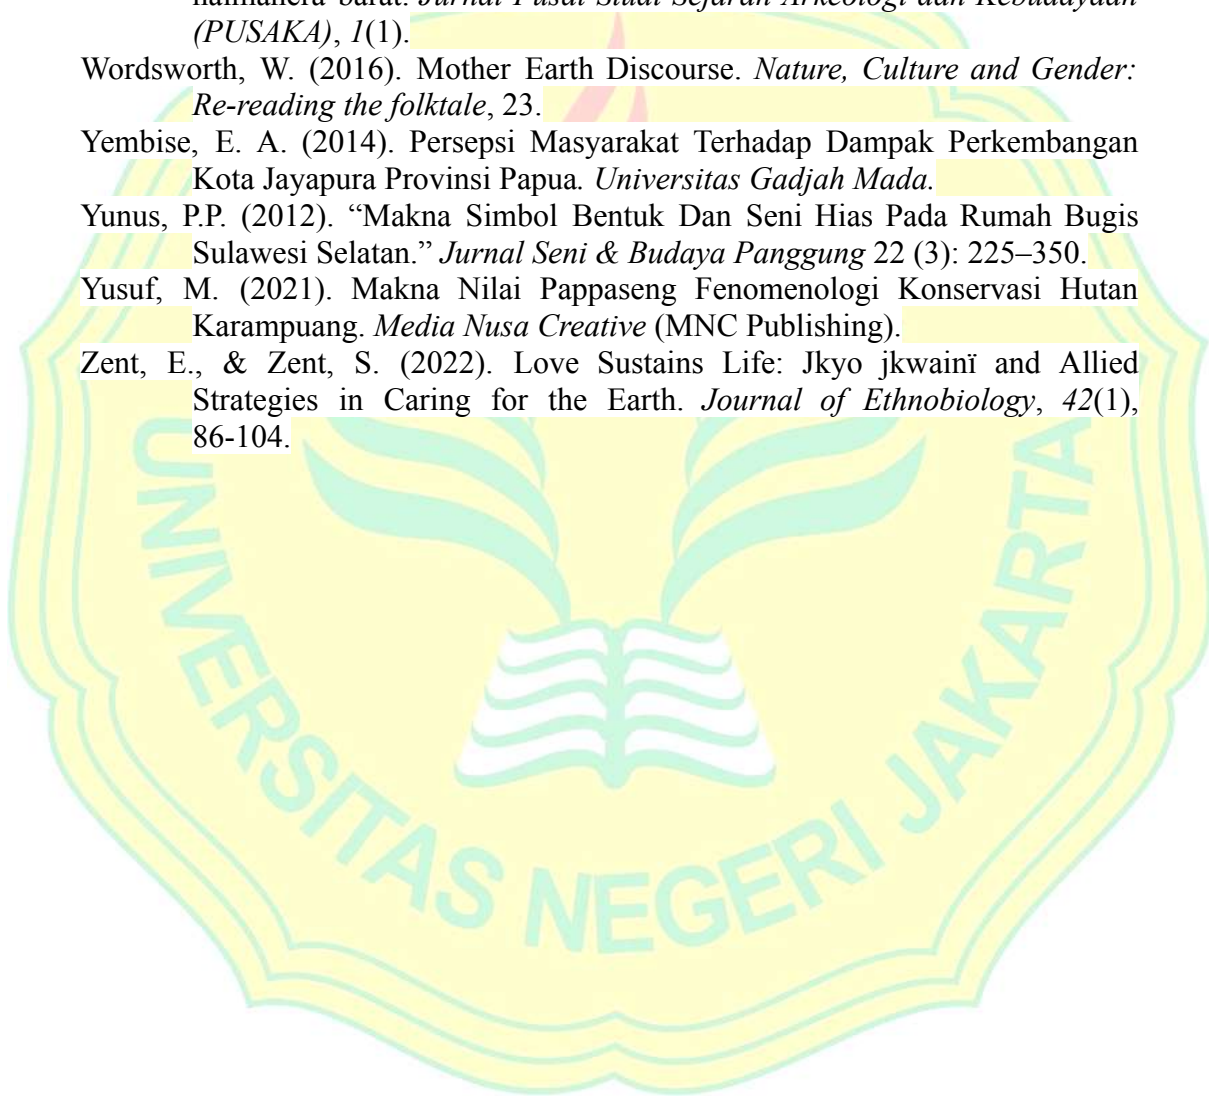 halmahera barat. Jurnal Pusat Studi Sejarah Arkeologi dan Kebudayaan
(PUSAKA), 1(1).
Wordsworth, W. (2016). Mother Earth Discourse. Nature, Culture and Gender:
Re-reading the folktale, 23.
Yembise, E. A. (2014). Persepsi Masyarakat Terhadap Dampak Perkembangan
Kota Jayapura Provinsi Papua. Universitas Gadjah Mada.
Yunus, P.P. (2012). “Makna Simbol Bentuk Dan Seni Hias Pada Rumah Bugis
Sulawesi Selatan.” Jurnal Seni & Budaya Panggung 22 (3): 225–350.
Yusuf, M. (2021). Makna Nilai Pappaseng Fenomenologi Konservasi Hutan
Karampuang. Media Nusa Creative (MNC Publishing).
Zent, E., & Zent, S. (2022). Love Sustains Life: Jkyo jkwainï and Allied
Strategies in Caring for the Earth. Journal of Ethnobiology, 42(1),
86-104.
UNIVERSITAS NEGERI JAKARTA